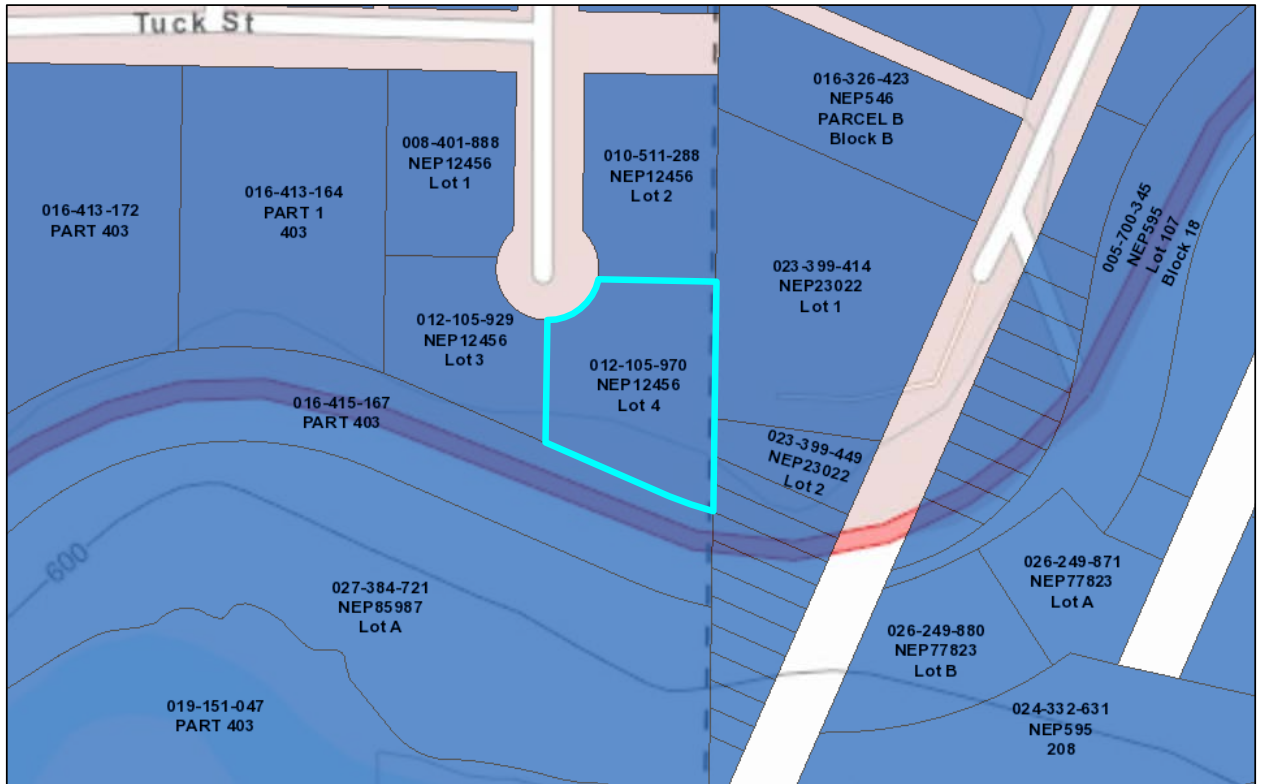 Tuck St
016-326-423
NEP546
PARCEL B
Block B
008-401-888
NEP12456
Lot 1
010-511-288
NEP12456
Lot 2
016-413-172
PART 403
016-413-164
PART 1
403
005-700-345
NEP595
Lot 107
Block 18
023-399-414
NEP23022
Lot 1
012-105-929
NEP12456
Lot 3
012-105-970
NEP12456
Lot 4
016-415-167
PART 403
023-399-449
NEP23022
Lot 2
600
027-384-721
NEP85987
Lot A
026-249-871
NEP77823
Lot A
026-249-880
NEP77823
Lot B
019-151-047
PART 403
024-332-631
NEP595
208